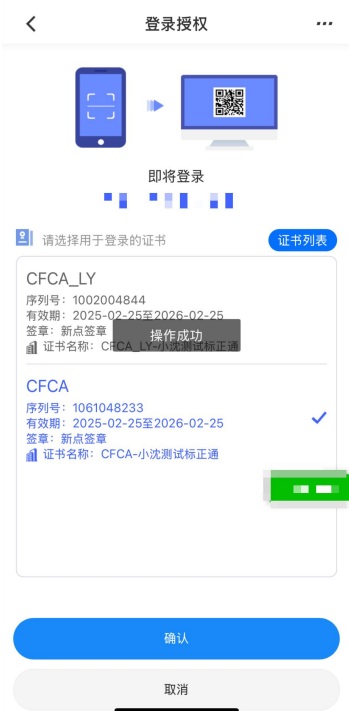 登录授权
即将登录
请选择用于登录的证书
证书列表
CFCA_LY
序列号：1002004844
有效期：2025-02-25至2026-02-25
签章：新点签章
操作成功
证书名称：CFCA_LY-小沈测试标正通
CFCA
序列号：1061048233
有效期：2025-02-25至2026-02-25
签章：新点签章
证书名称：CFCA-小沈测试标正通
确认
取消